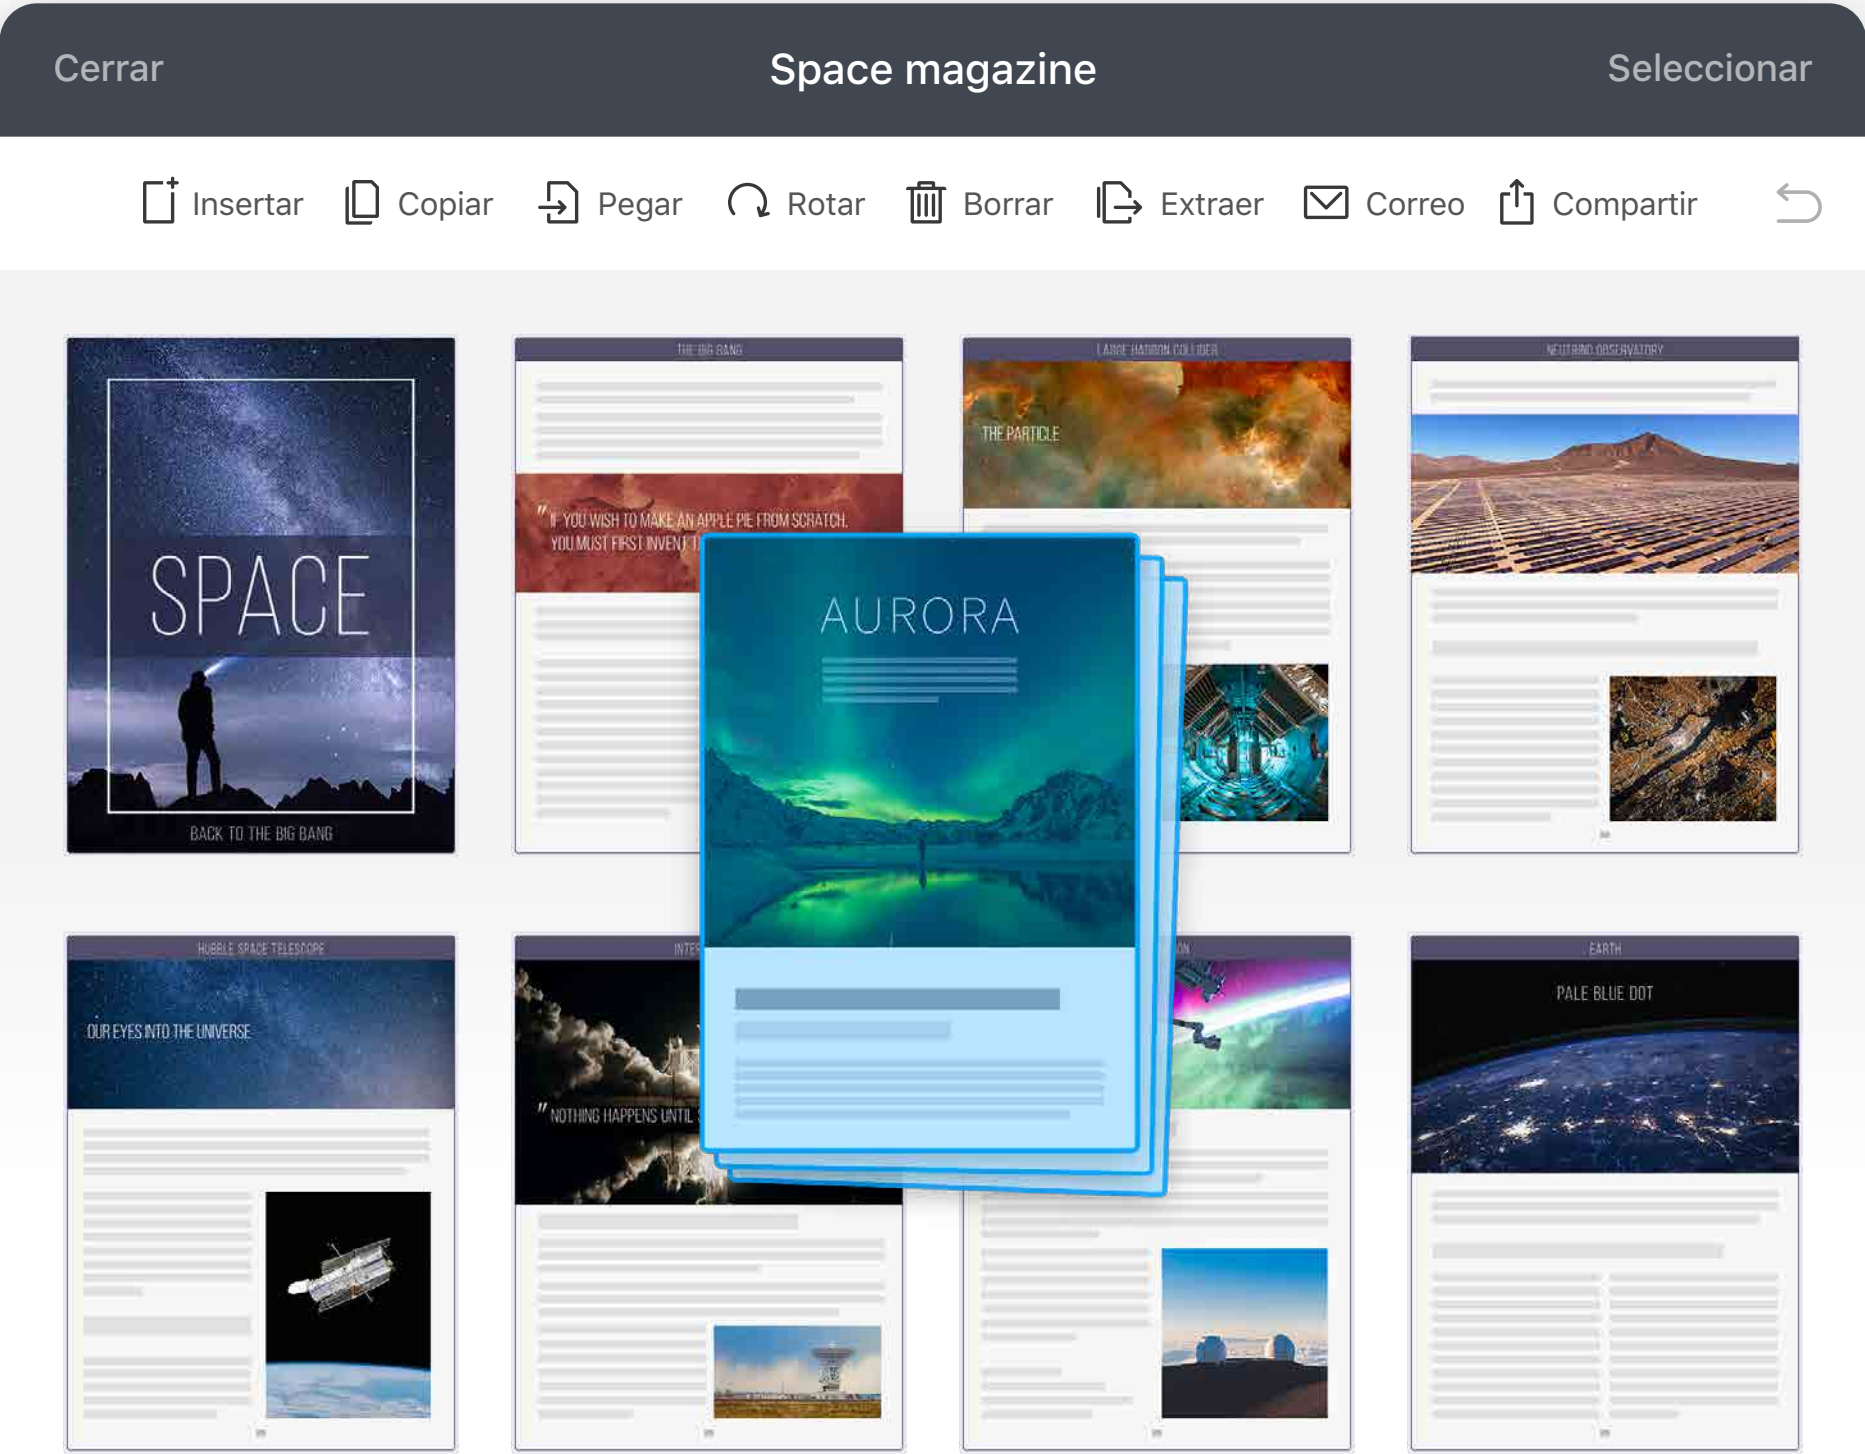 Cerrar
Space magazine
Seleccionar
Insertar
Copiar
Pegar
Rotar
Borrar
Extraer
Correo
Compartir
SPACE
BACK TO THE BIG BANG
THE BIG BANG
" IF YOU WISH TO MAKE AN APPLE PIE FROM SCRATCH,
YOU MUST FIRST INVENT
LARGE HADRON COLLIDER
THE PARTICLE
NEUTRINO OBSERVATORY
AURORA
HUBBLE SPACE TELESCOPE
OUR EYES INTO THE UNIVERSE
" NOTHING HAPPENS UNTIL
EARTH
PALE BLUE DOT